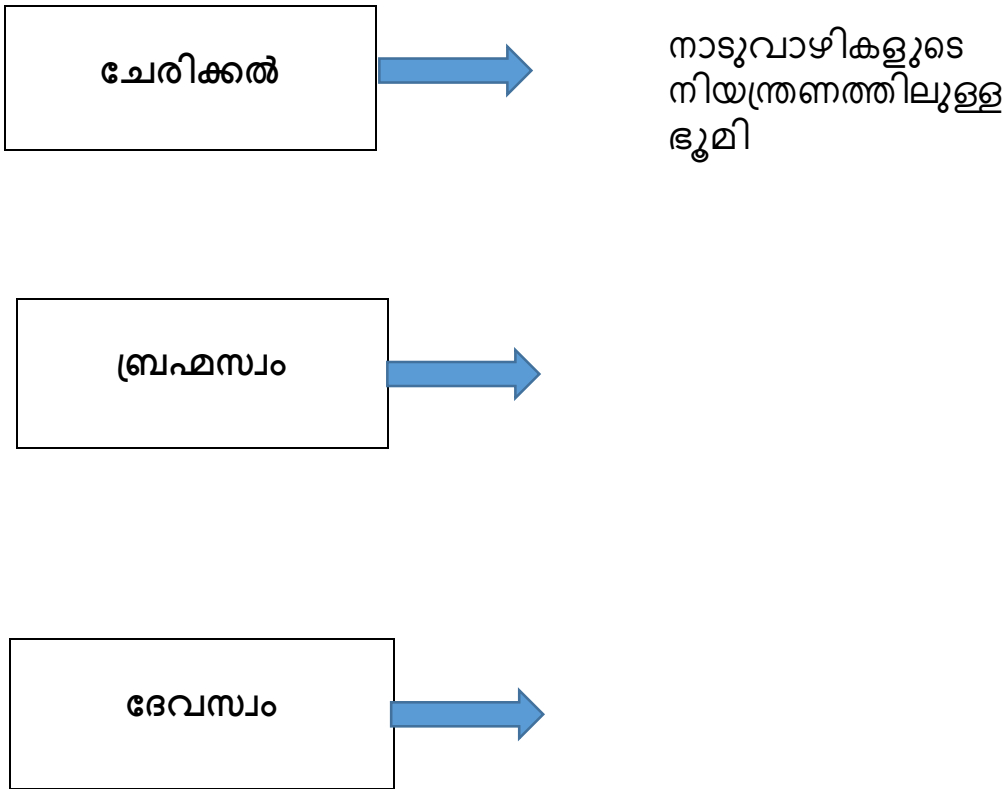 ചേരിക്കൽ
നാടുവാഴികളുടെ
നിയന്ത്രണത്തിലുള്ള
ഭൂമി
ബ്രഹ്മസ്വം
ദേവസ്വം